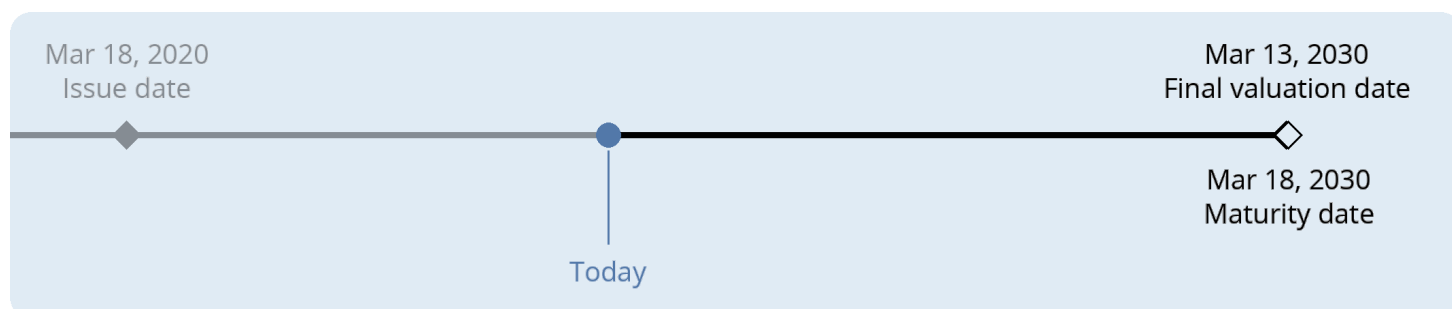 Mar 18, 2020
Issue date
Mar 13, 2030
Final valuation date
Mar 18, 2030
Maturity date
Today